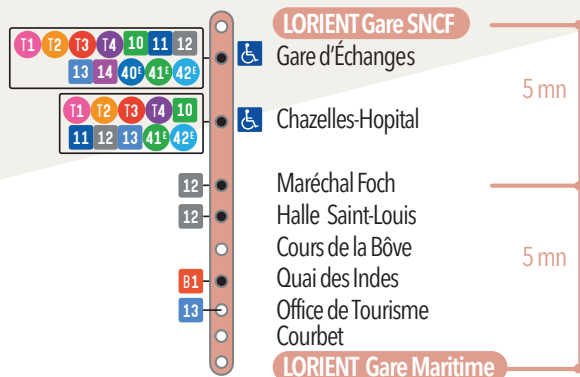 LORIENT Gare SNCF
T1 T2 T3 T4 10 11 12
Gare d'Échanges
13 14 40E 41E 42E
5 mn
T1 T2 T3 T4 10
Chazelles-Hopital
11 12 13 41E 42E
12 Maréchal Foch
12 Halle Saint-Louis
Cours de la Bôve
5 mn
B1 Quai des Indes
13 Office de Tourisme
Courbet
LORIENT Gare Maritime